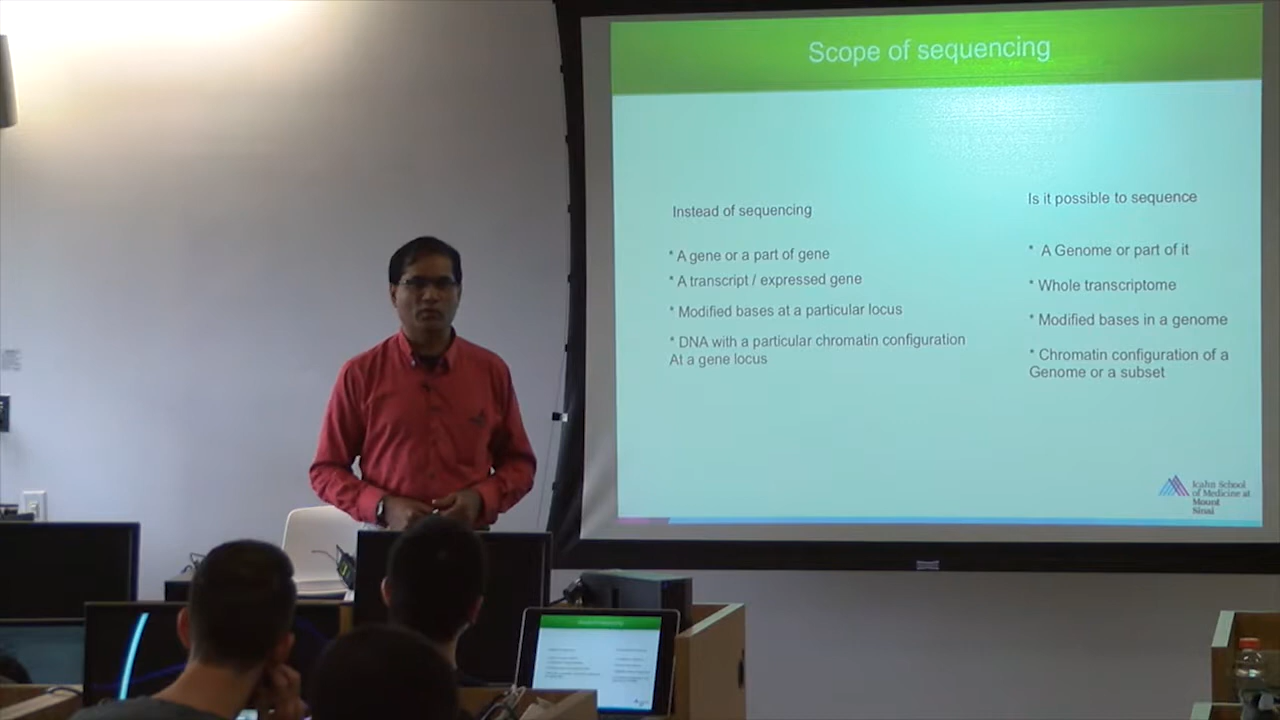 Scope of sequencing
Instead of sequencing
* A gene or a part of gene
* A transcript / expressed gene
* Modified bases at a particular locus
* DNA with a particular chromatin configuration
At a gene locus
Is it possible to sequence
* A Genome or part of it
* Whole transcriptome
* Modified bases in a genome
* Chromatin configuration of a
Genome or a subset
Icahn School
of Medicine at
Mount
Sinai